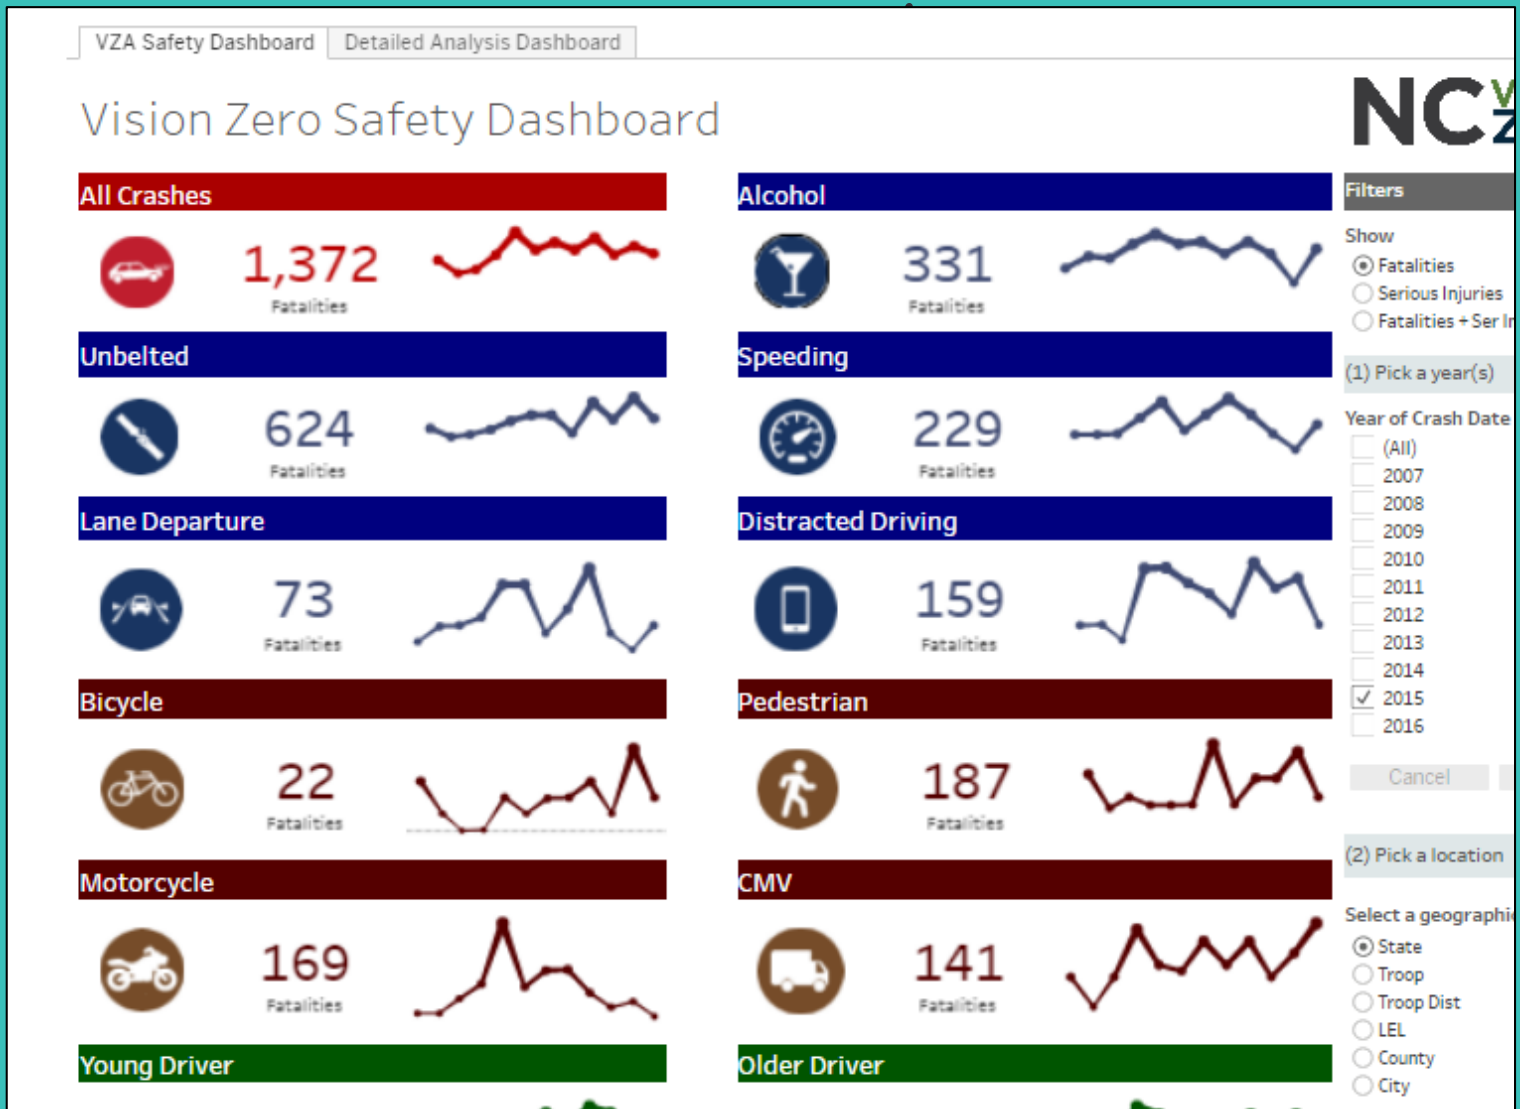 VZA Safety Dashboard
Detailed Analysis Dashboard
Vision Zero Safety Dashboard
NC
All Crashes
1,372
Fatalities
Alcohol
331
Fatalities
Unbelted
624
Fatalities
Speeding
229
Fatalities
Lane Departure
73
Fatalities
Distracted Driving
159
Fatalities
Bicycle
22
Fatalities
Pedestrian
187
Fatalities
Motorcycle
169
Fatalities
CMV
141
Fatalities
Young Driver
Older Driver
Filters
Show
Fatalities
Serious Injuries
Fatalities + Ser
(1) Pick a year(s)
Year of Crash Date
(All)
2007
2008
2009
2010
2011
2012
2013
2014
2015
2016
Cancel
(2) Pick a location
Select a
State
Troop
Troop Dist
LEL
County
City